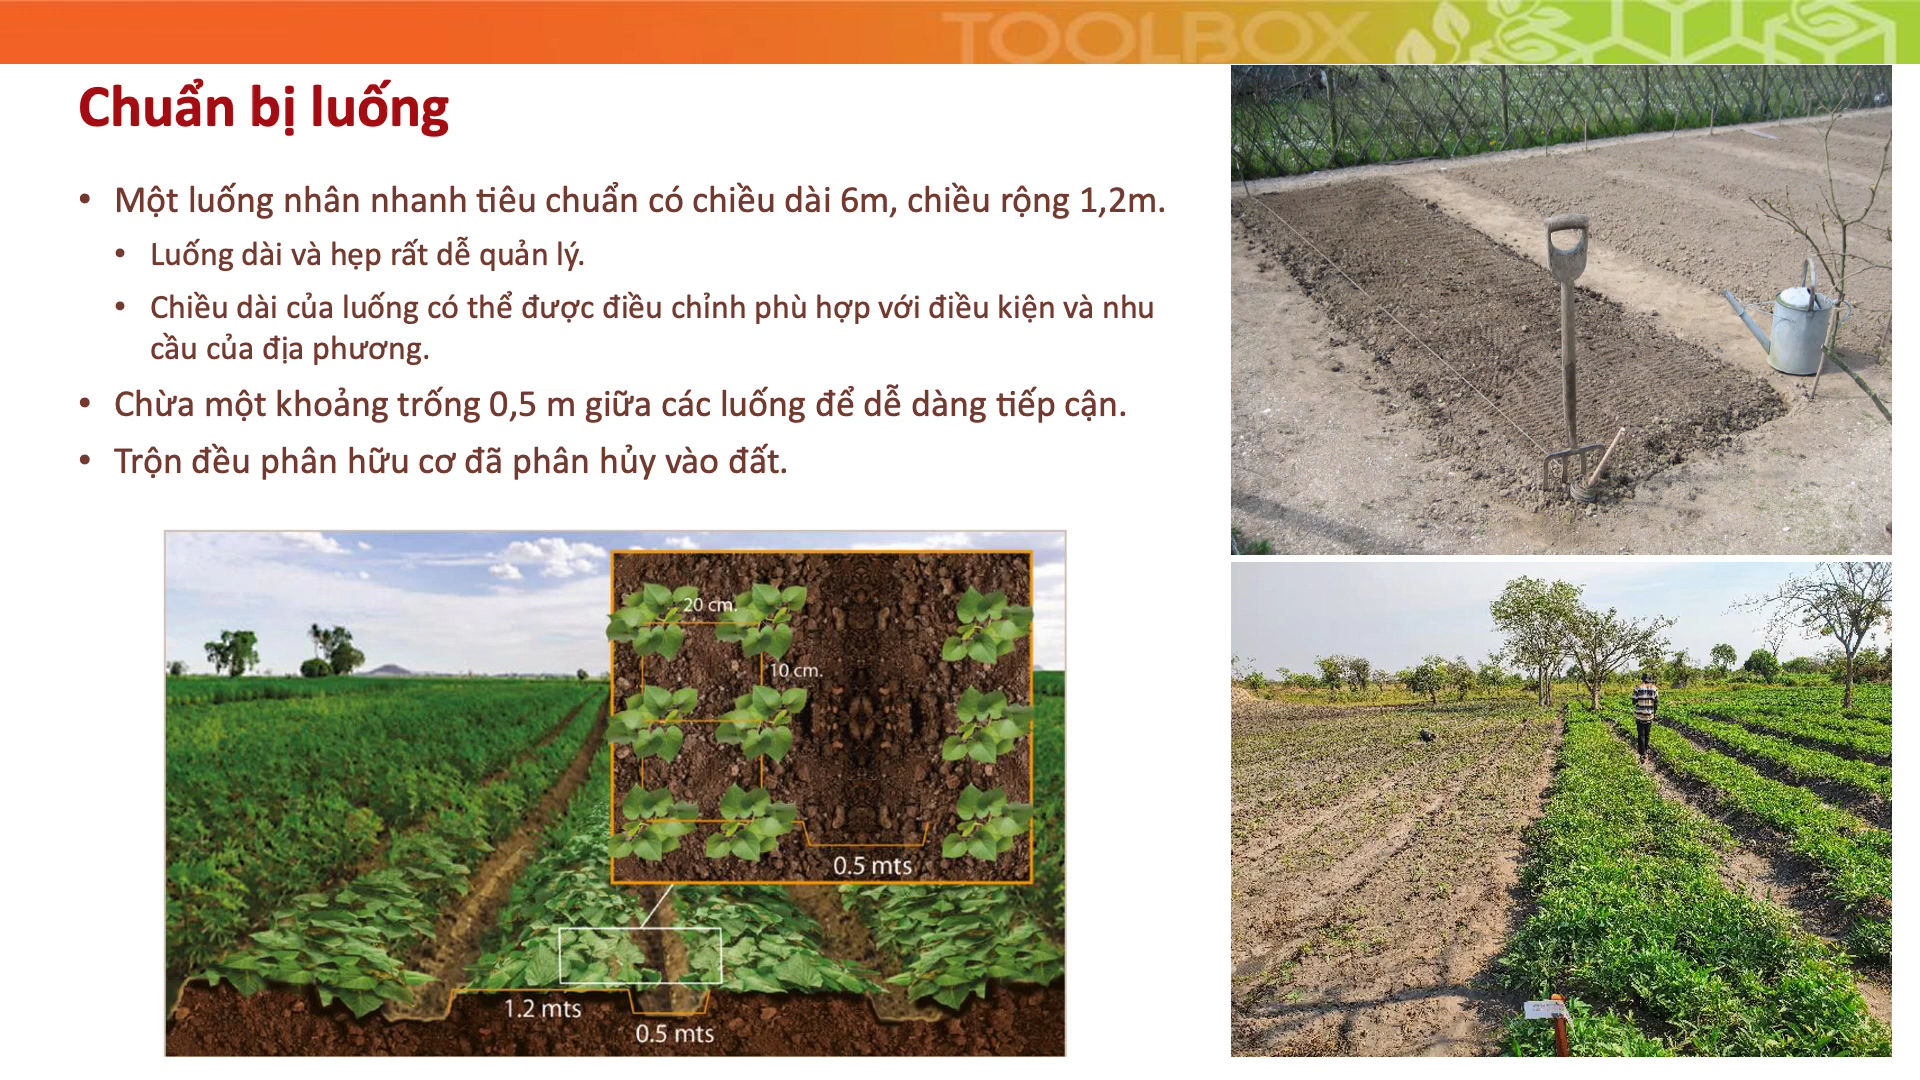 TOOLBOX
Chuẩn bị luống
• Một luống nhân nhanh tiêu chuẩn có chiều dài 6m, chiều rộng 1,2m.
• Luống dài và hẹp rất dễ quản lý.
• Chiều dài của luống có thể được điều chỉnh phù hợp với điều kiện và nhu
cầu của địa phương.
• Chừa một khoảng trống 0,5 m giữa các luống để dễ dàng tiếp cận.
• Trộn đều phân hữu cơ đã phân hủy vào đất.
20 cm.
10 cm.
0.5 mts
1.2 mts
0.5 mts